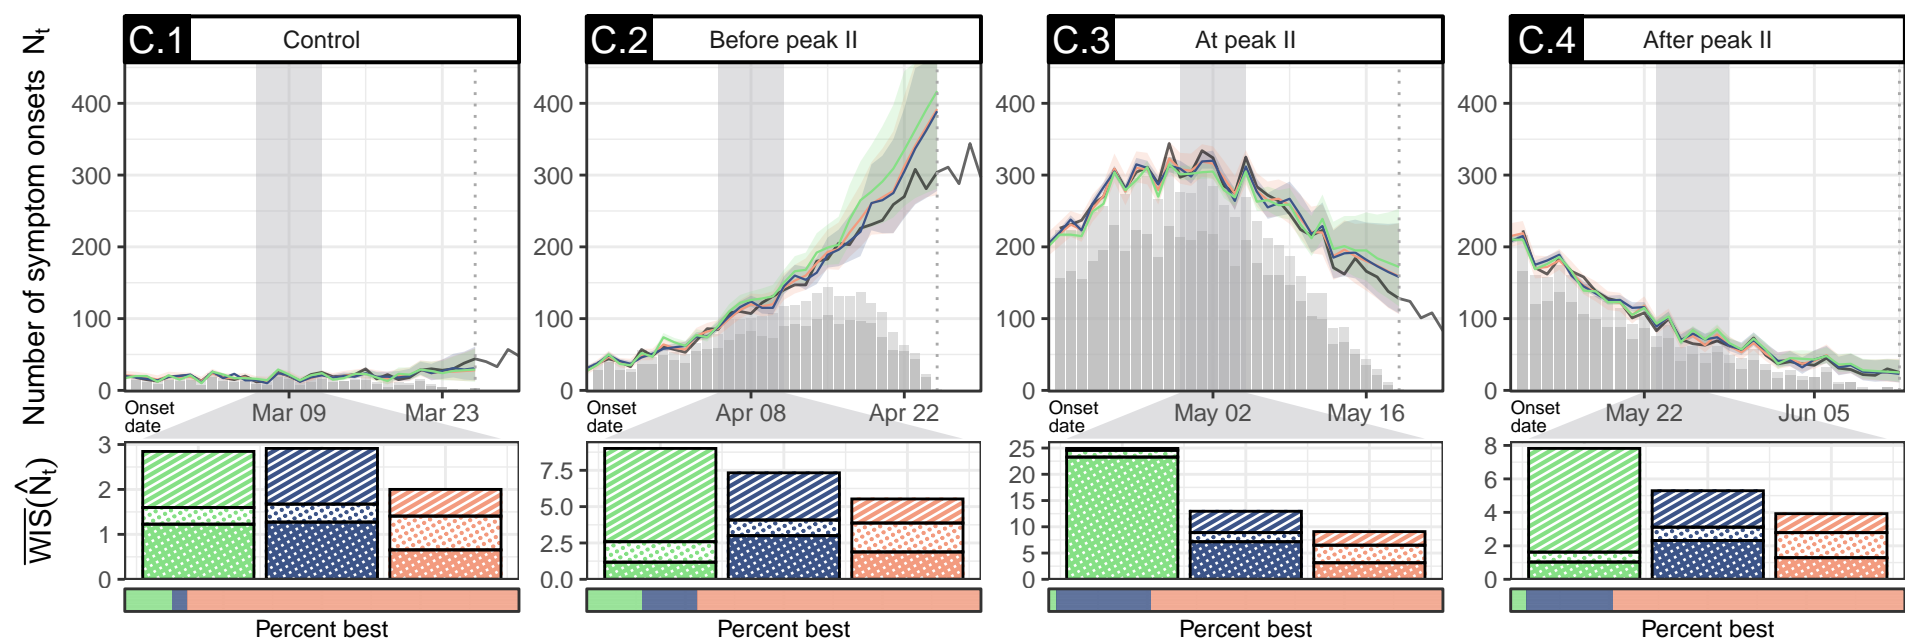 C.1 Control
C.2 Before peak II
C.3 At peak II
C.4 After peak II
Number of symptom onsets Nₜ
400
300
200
100
0
400
300
200
100
0
400
300
200
100
0
400
300
200
100
0
Onset
date
Mar 09
Mar 23
Onset
date
Apr 08
Apr 22
Onset
date
May 02
May 16
Onset
date
May 22
Jun 05
W̅I̅S̅(N̂ₜ)
3
2
1
0
7.5
5.0
2.5
0.0
25
20
15
10
5
0
8
6
4
2
0
Percent best
Percent best
Percent best
Percent best